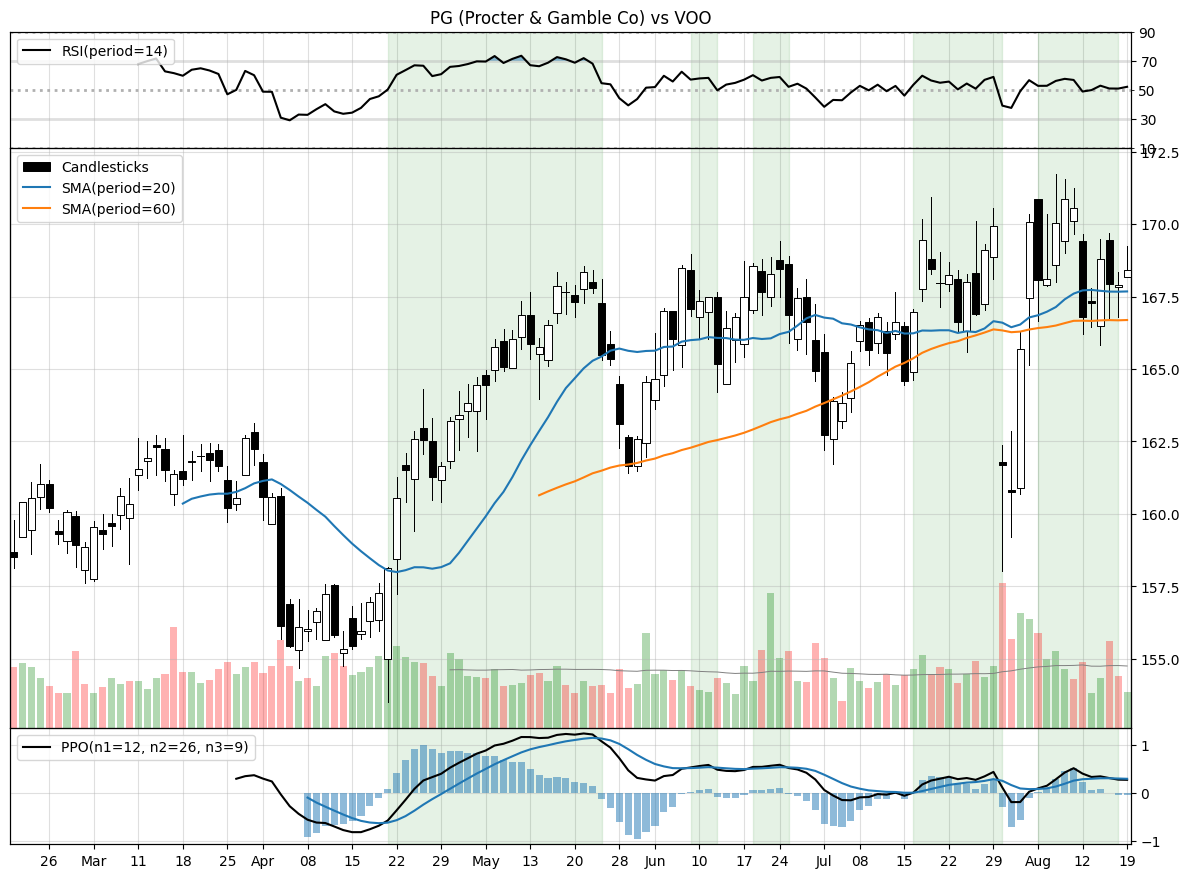 PG (Procter & Gamble Co) vs VOO
RSI(period=14)
90
70
50
30
10
Candlesticks
SMA(period=20)
SMA(period=60)
172.5
170.0
167.5
165.0
162.5
160.0
157.5
155.0
PPO(n1=12, n2=26, n3=9)
1
0
−1
26 Mar 11 18 25 Apr 08 15 22 29 May 13 20 28 Jun 10 17 24 Jul 08 15 22 29 Aug 12 19